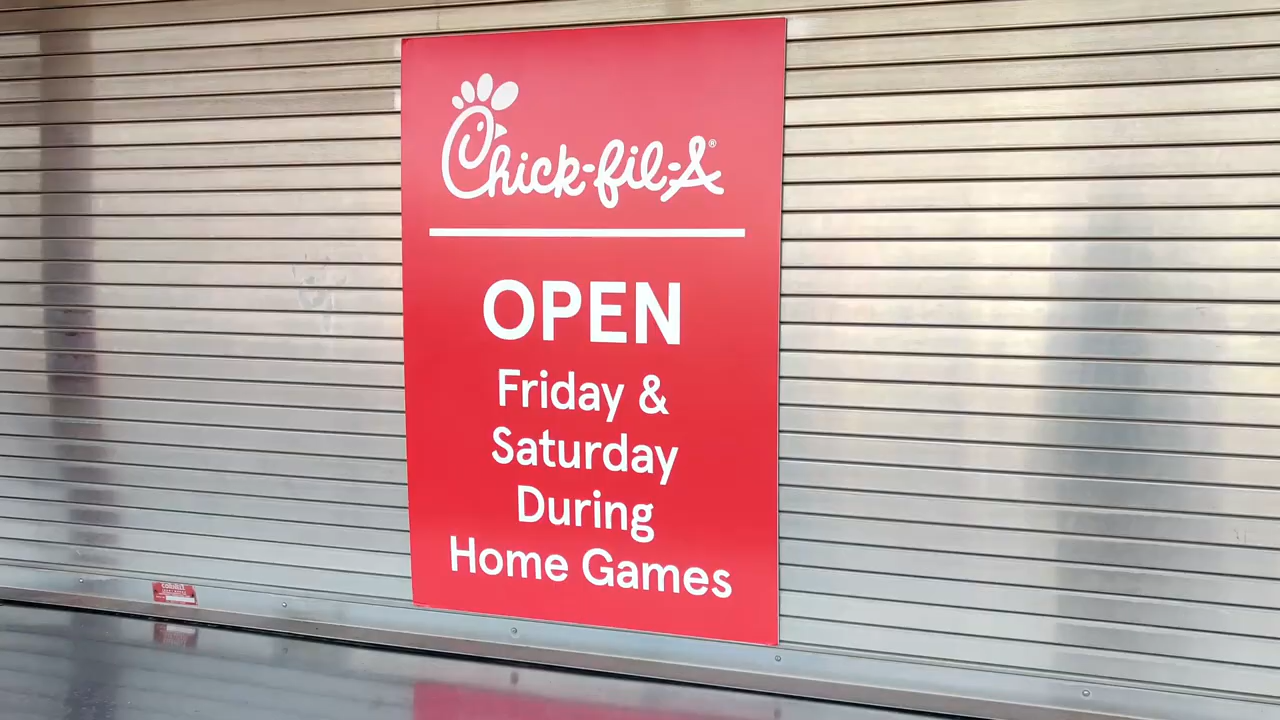 Chick-fil-A®
OPEN
Friday &
Saturday
During
Home Games